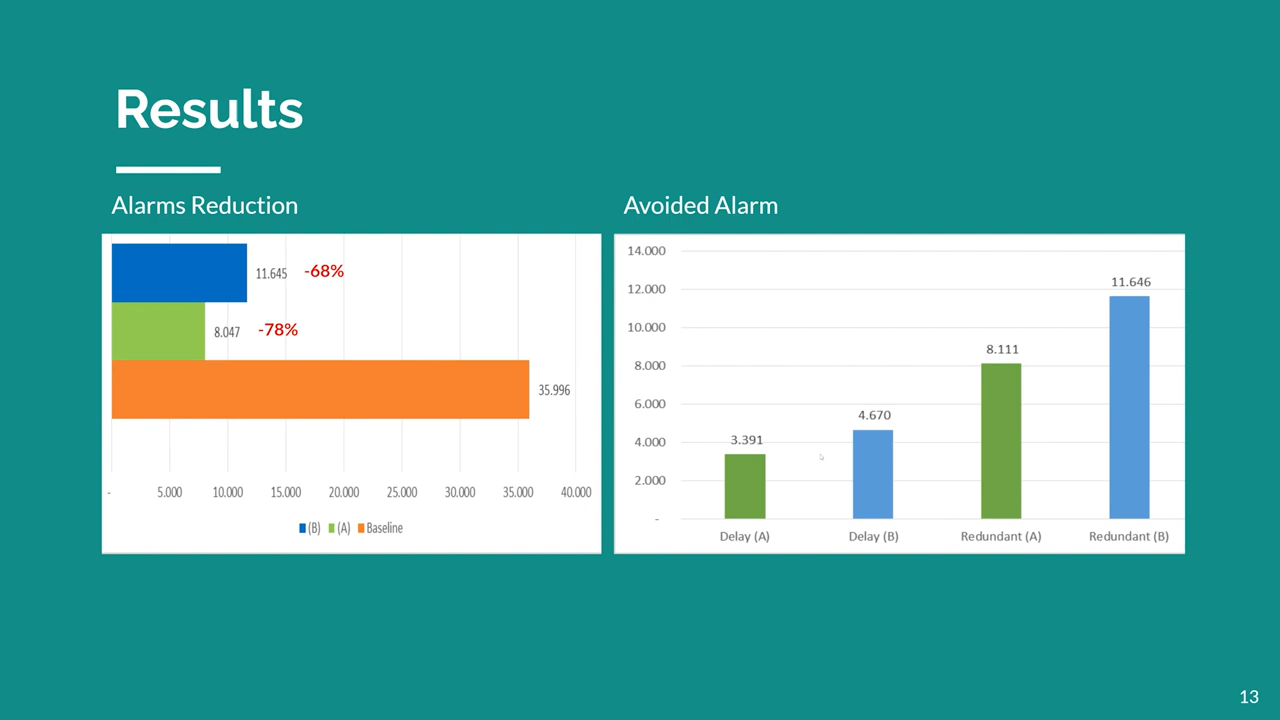 Results
Alarms Reduction
11.645 -68%
8.047 -78%
35.996
- 5.000 10.000 15.000 20.000 25.000 30.000 35.000 40.000
(B) (A) Baseline
Avoided Alarm
14.000
12.000
10.000
8.000
6.000
4.000
2.000
-
3.391
4.670
8.111
11.646
Delay (A) Delay (B) Redundant (A) Redundant (B)
13